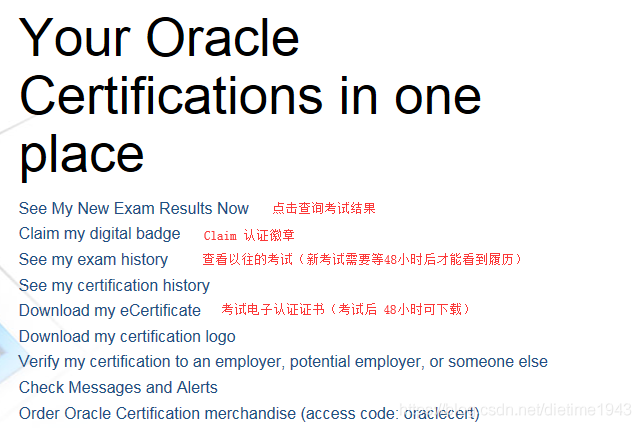 Your Oracle
Certifications in one
place
See My New Exam Results Now 点击查询考试结果
Claim my digital badge Claim 认证徽章
See my exam history 查看以往的考试（新考试需要等48小时后才能看到履历）
See my certification history
Download my eCertificate 考试电子认证证书（考试后 48小时可下载）
Download my certification logo
Verify my certification to an employer, potential employer, or someone else
Check Messages and Alerts
Order Oracle Certification merchandise (access code: oraclecert)
https://blog.csdn.net/dietime1943